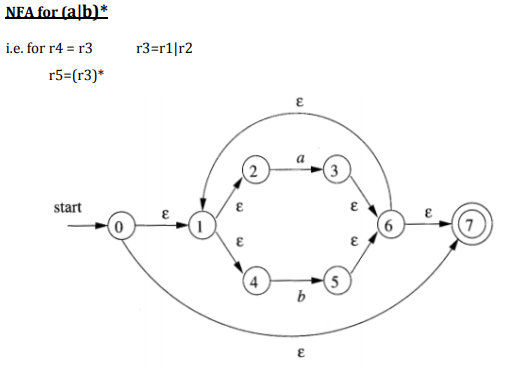 NFA for (a|b)*
i.e. for r4 = r3 r3=r1|r2
r5=(r3)*
ε
a
2 3
start ε ε ε ε
0 1 6 7
ε ε
4 5
b
ε